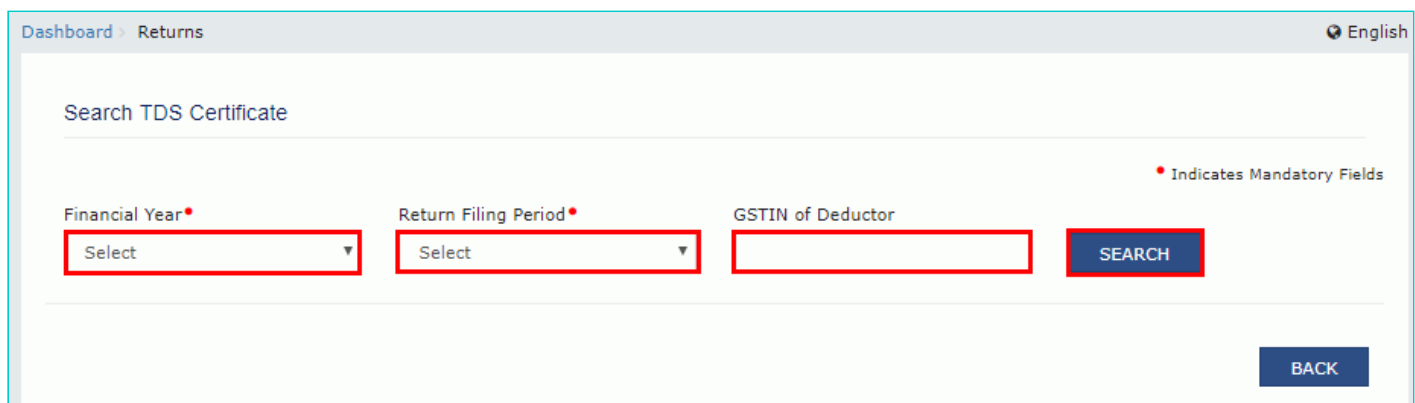 Dashboard > Returns English
Search TDS Certificate
• Indicates Mandatory Fields
Financial Year• Return Filing Period• GSTIN of Deductor
Select Select SEARCH
BACK